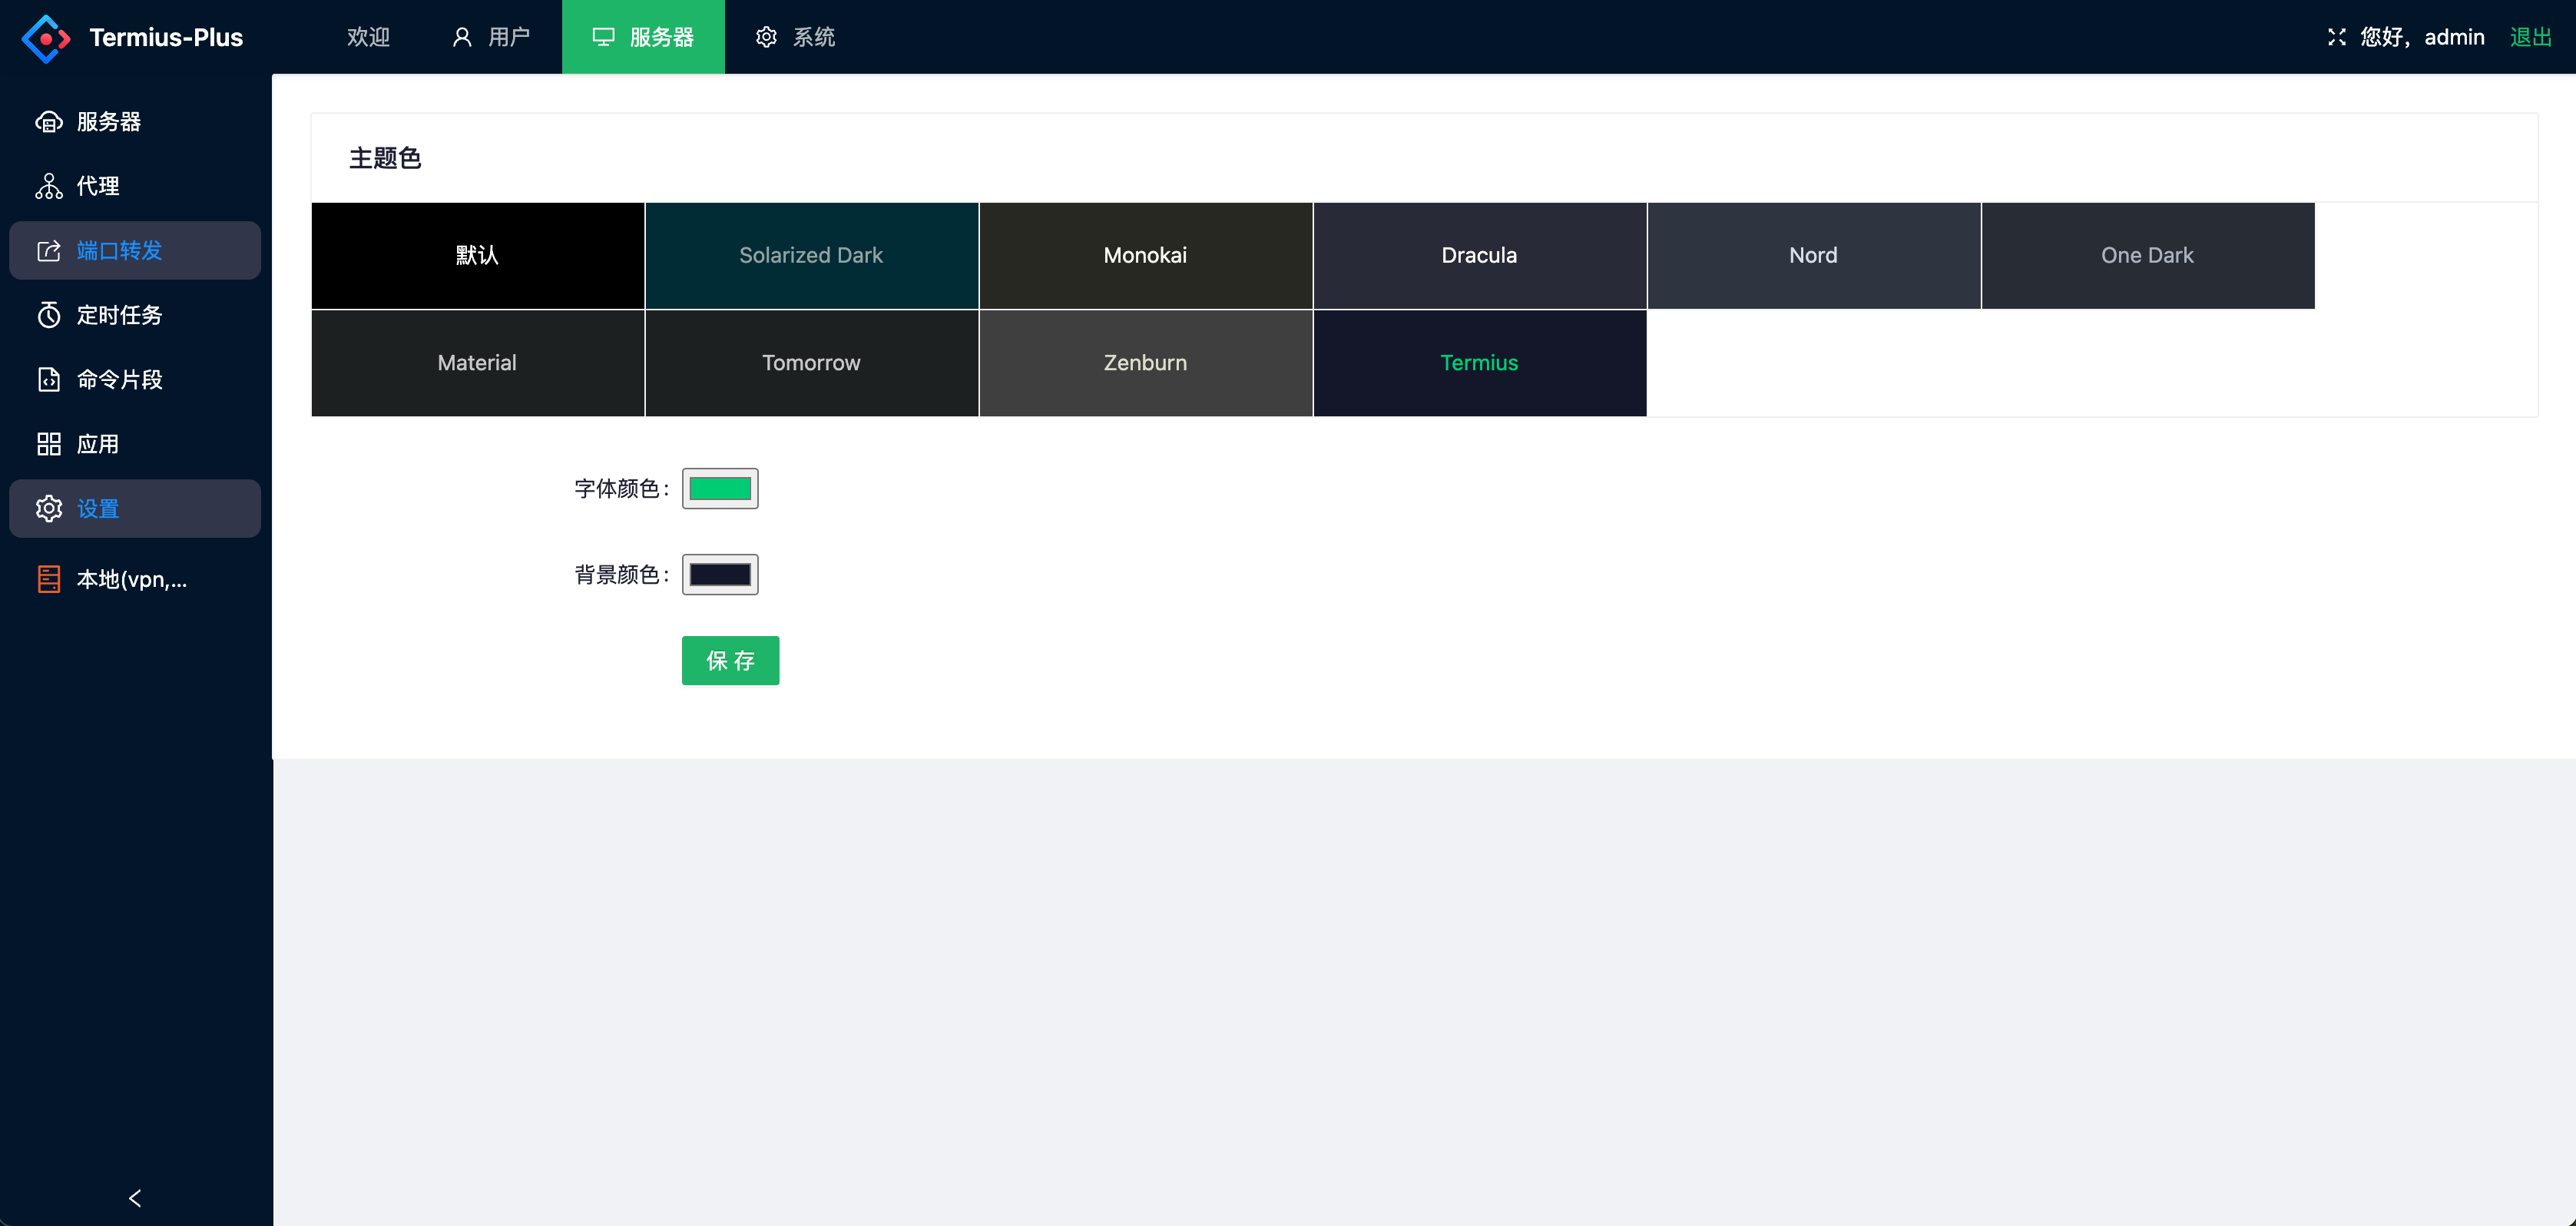 Termius-Plus
欢迎
用户
服务器
系统
您好，admin
退出
服务器
代理
端口转发
定时任务
命令片段
应用
设置
本地(vpn,...
主题色
默认
Solarized Dark
Monokai
Dracula
Nord
One Dark
Material
Tomorrow
Zenburn
Termius
字体颜色:
背景颜色:
保 存